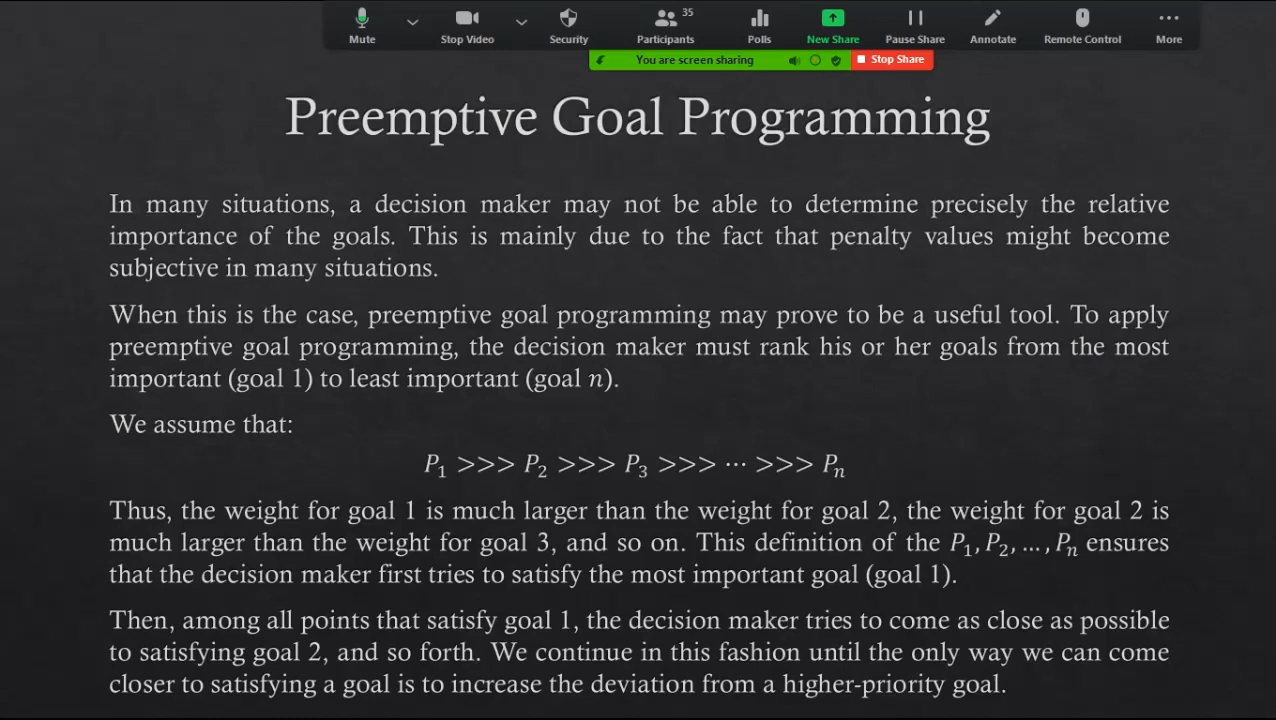 35
Mute Stop Video Security Participants Polls New Share Pause Share Annotate Remote Control More
You are screen sharing Stop Share
Preemptive Goal Programming
In many situations, a decision maker may not be able to determine precisely the relative
importance of the goals. This is mainly due to the fact that penalty values might become
subjective in many situations.
When this is the case, preemptive goal programming may prove to be a useful tool. To apply
preemptive goal programming, the decision maker must rank his or her goals from the most
important (goal 1) to least important (goal n).
We assume that:
P₁ >>> P₂ >>> P₃ >>> ⋯ >>> Pₙ
Thus, the weight for goal 1 is much larger than the weight for goal 2, the weight for goal 2 is
much larger than the weight for goal 3, and so on. This definition of the P₁, P₂, … , Pₙ ensures
that the decision maker first tries to satisfy the most important goal (goal 1).
Then, among all points that satisfy goal 1, the decision maker tries to come as close as possible
to satisfying goal 2, and so forth. We continue in this fashion until the only way we can come
closer to satisfying a goal is to increase the deviation from a higher-priority goal.